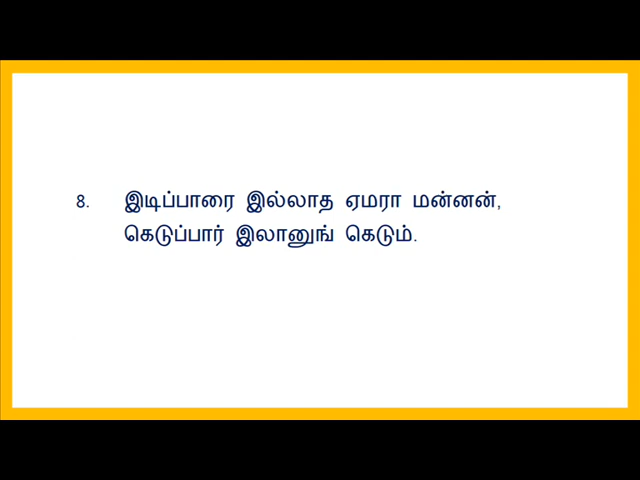 8. இடிப்பாரை இல்லாத ஏமரா மன்னன்,
கெடுப்பார் இலானுங் கெடும்.